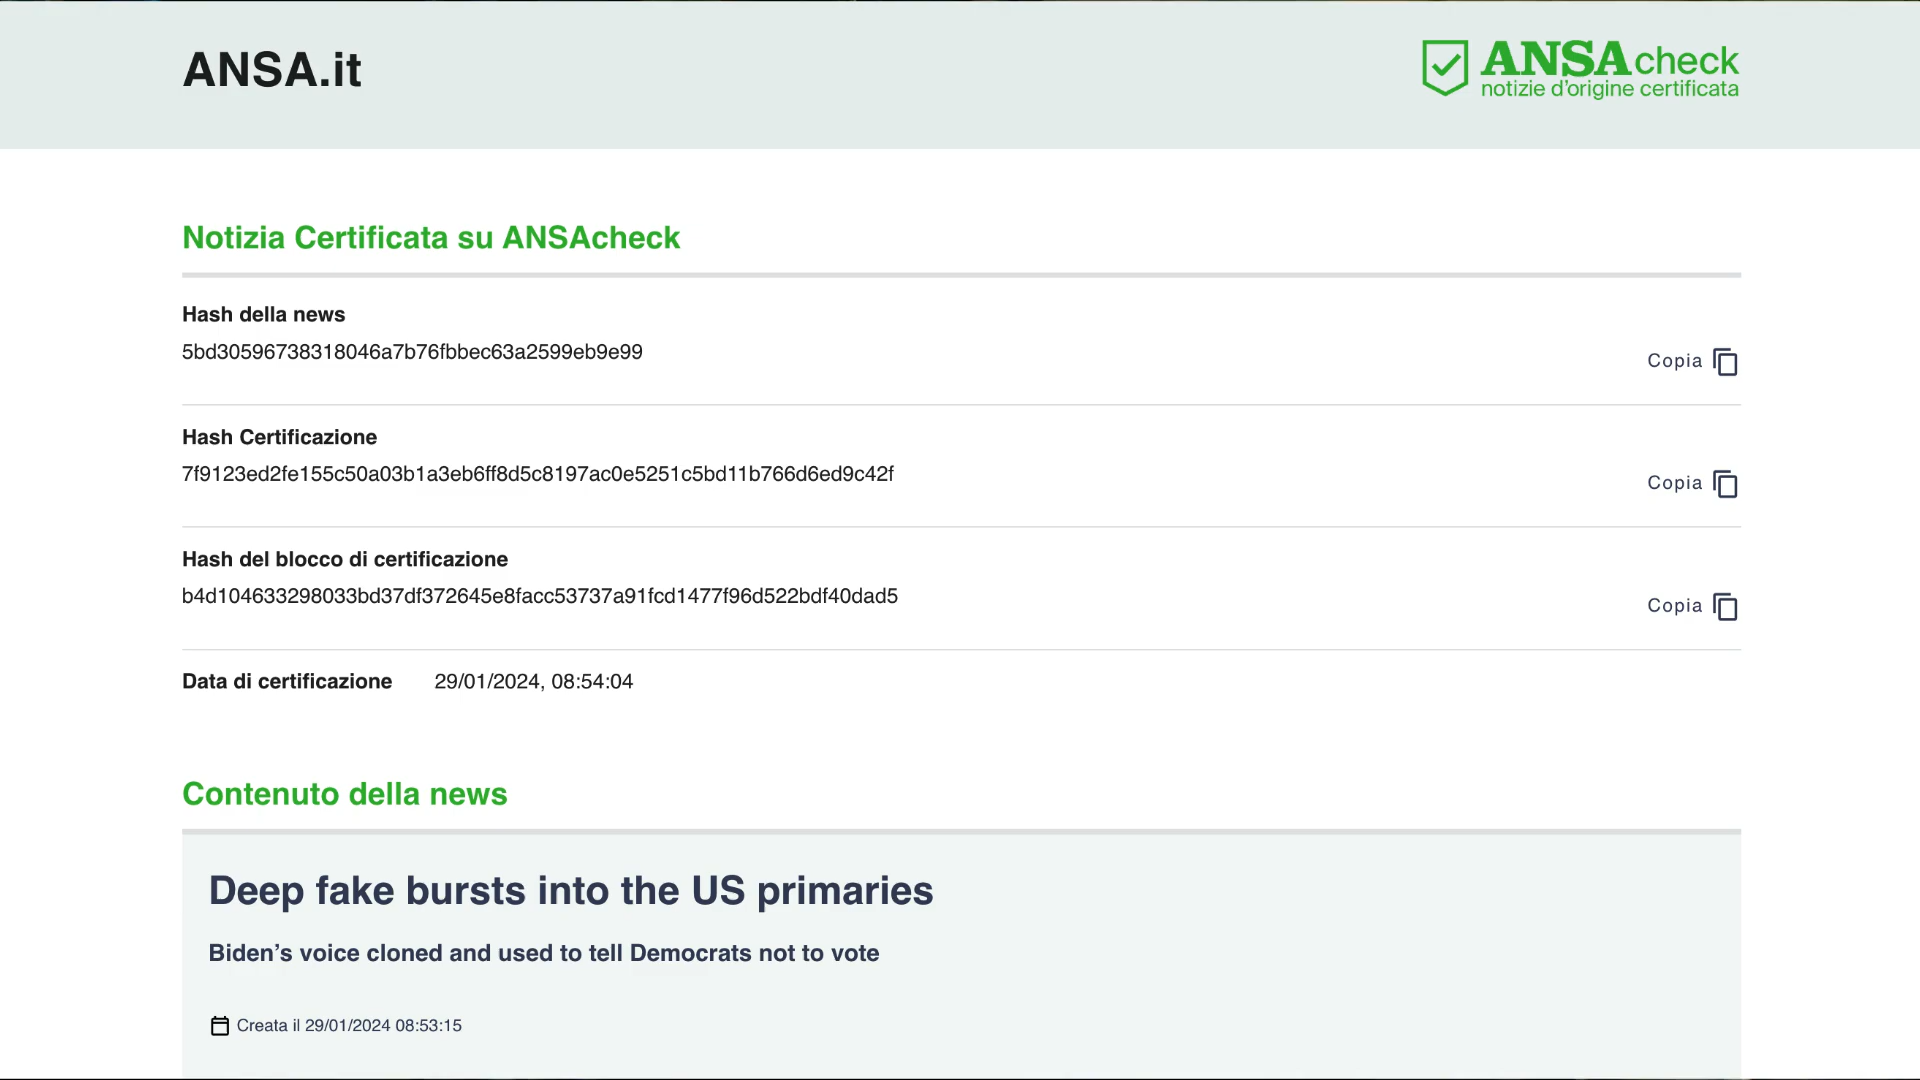 ANSA.it
ANSAcheck
notizie d'origine certificata
Notizia Certificata su ANSAcheck
Hash della news
5bd30596738318046a7b76fbbec63a2599eb9e99
Copia
Hash Certificazione
7f9123ed2fe155c50a03b1a3eb6ff8d5c8197ac0e5251c5bd11b766d6ed9c42f
Copia
Hash del blocco di certificazione
b4d104633298033bd37df372645e8facc53737a91fcd1477f96d522bdf40dad5
Copia
Data di certificazione 29/01/2024, 08:54:04
Contenuto della news
Deep fake bursts into the US primaries
Biden’s voice cloned and used to tell Democrats not to vote
Creata il 29/01/2024 08:53:15